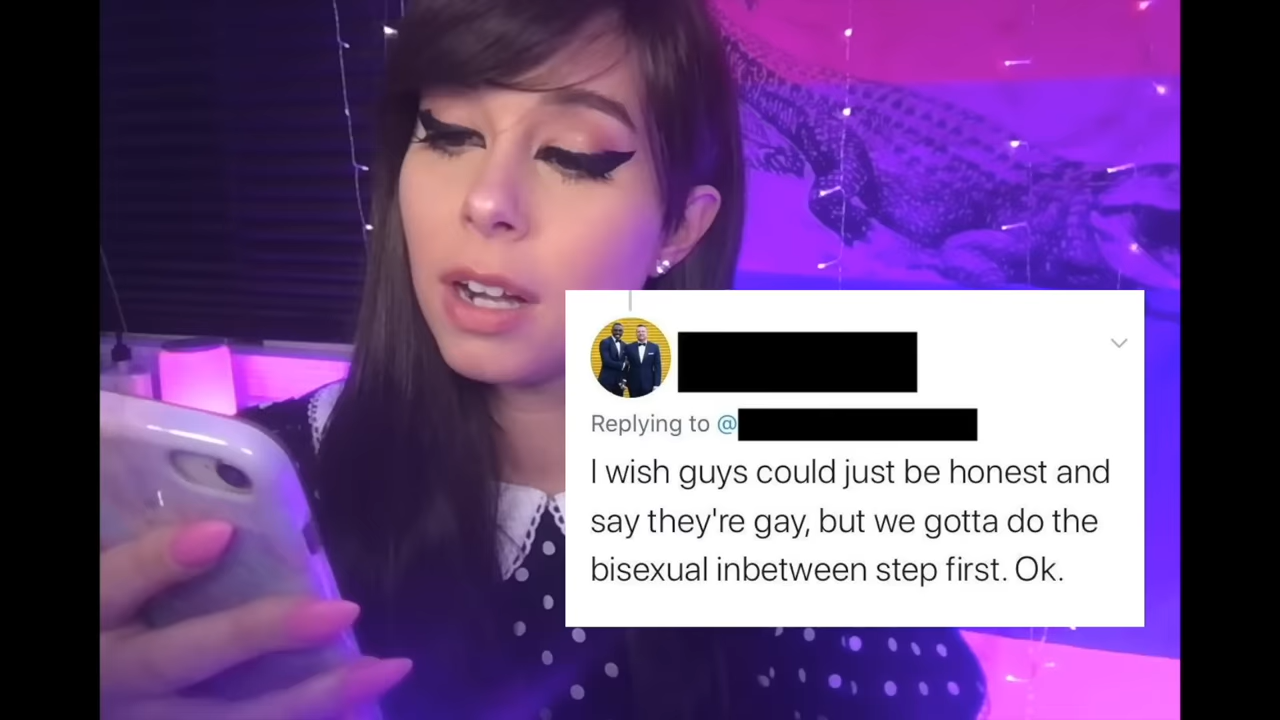 Replying to @
I wish guys could just be honest and
say they're gay, but we gotta do the
bisexual inbetween step first. Ok.